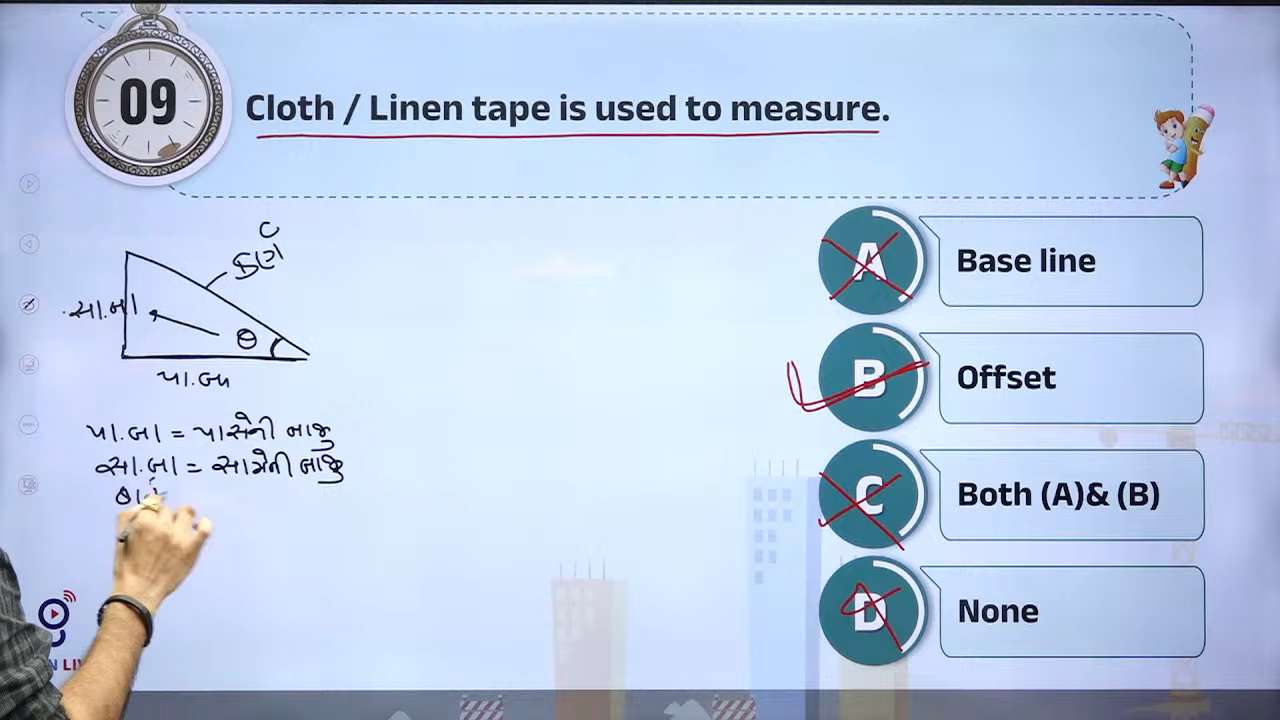 09
Cloth / Linen tape is used to measure.
C
કર્ણ
સા.બા
θ
પા.બા
પા.બા = પાસેની બાજુ
સા.બા = સામેની બાજુ
A
Base line
B
Offset
C
Both (A)& (B)
D
None